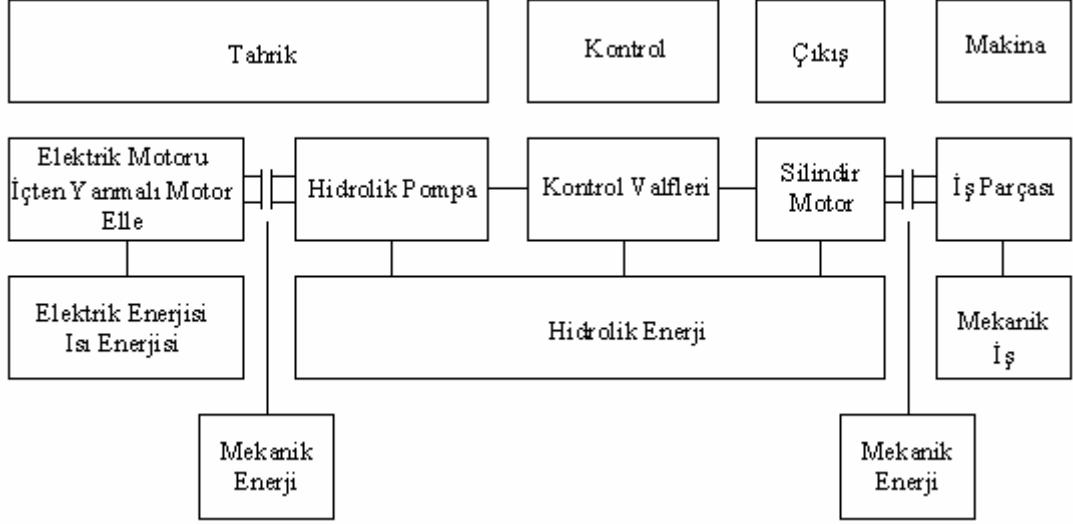 Tahrik
Kontrol
Çıkış
Makina
Elektrik Motoru
İçten Yanmalı Motor
Elle
Hidrolik Pompa
Kontrol Valfleri
Silindir
Motor
İş Parçası
Elektrik Enerjisi
Isı Enerjisi
Hidrolik Enerji
Mekanik
İş
Mekanik
Enerji
Mekanik
Enerji